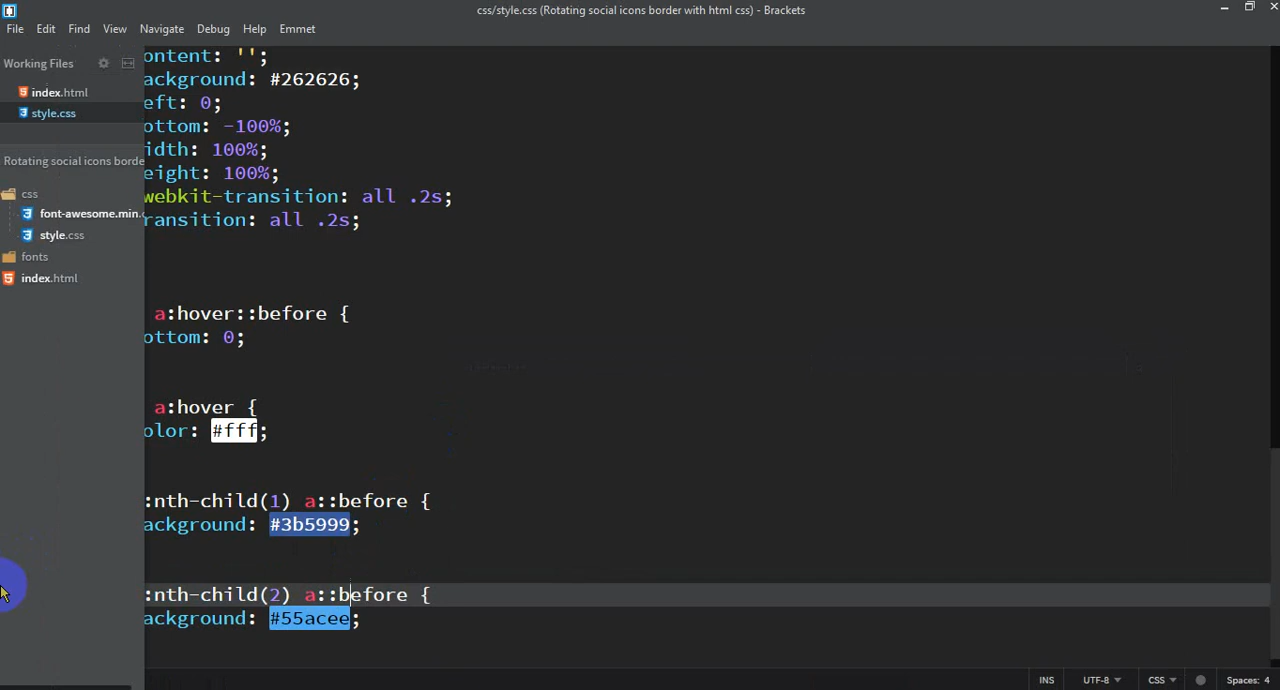 css/style.css (Rotating social icons border with html css) - Brackets
File Edit Find View Navigate Debug Help Emmet
Working Files
index.html
style.css
Rotating social icons borde
css
font-awesome.min.
style.css
fonts
index.html
ontent: '';
ackground: #262626;
eft: 0;
ottom: -100%;
idth: 100%;
eight: 100%;
webkit-transition: all .2s;
ransition: all .2s;
a:hover::before {
ottom: 0;
a:hover {
olor: #fff;
:nth-child(1) a::before {
ackground: #3b5999;
:nth-child(2) a::before {
ackground: #55acee;
INS UTF-8 CSS Spaces: 4